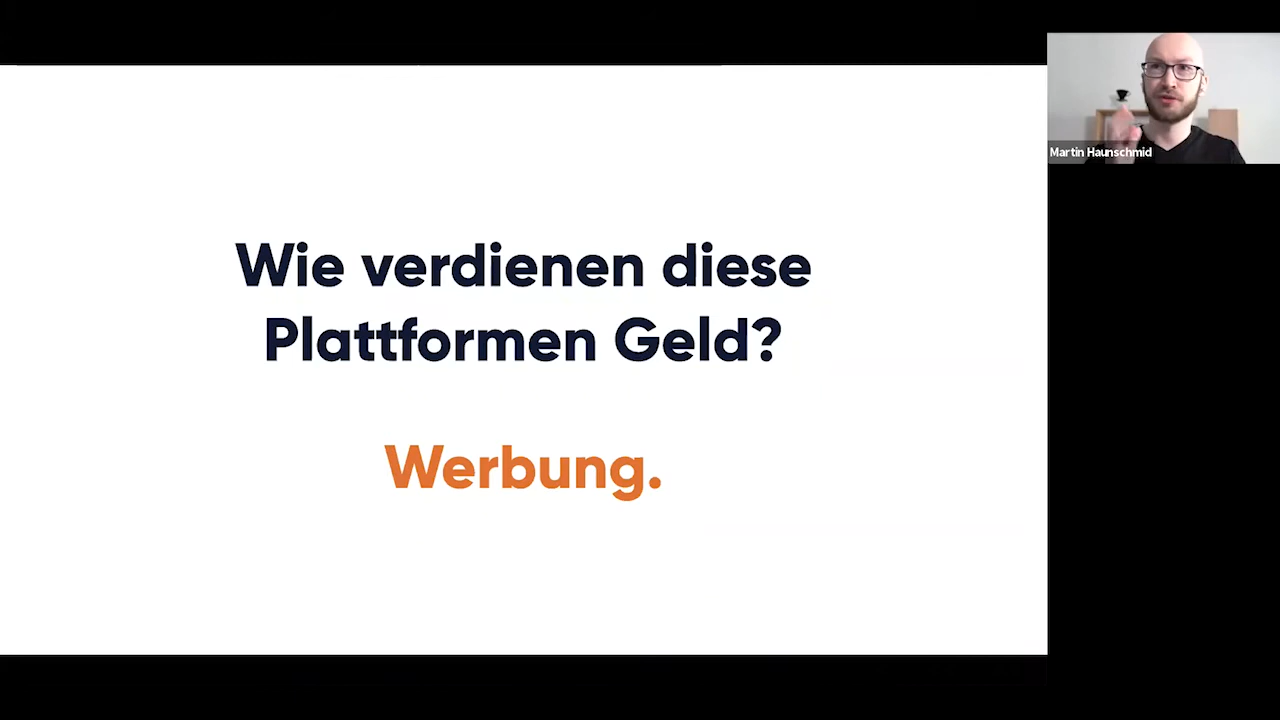 Wie verdienen diese
Plattformen Geld?
Werbung.
Martin Haunschmid